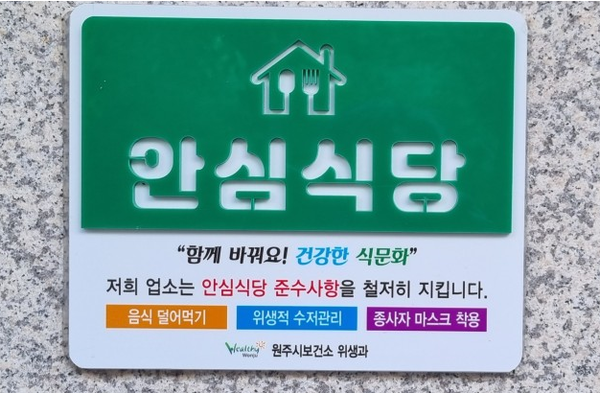 안심식당
“함께 바꿔요! 건강한 식문화”
저희 업소는 안심식당 준수사항을 철저히 지킵니다.
음식 덜어먹기 위생적 수저관리 종사자 마스크 착용
Healthy Wonju 원주시보건소 위생과